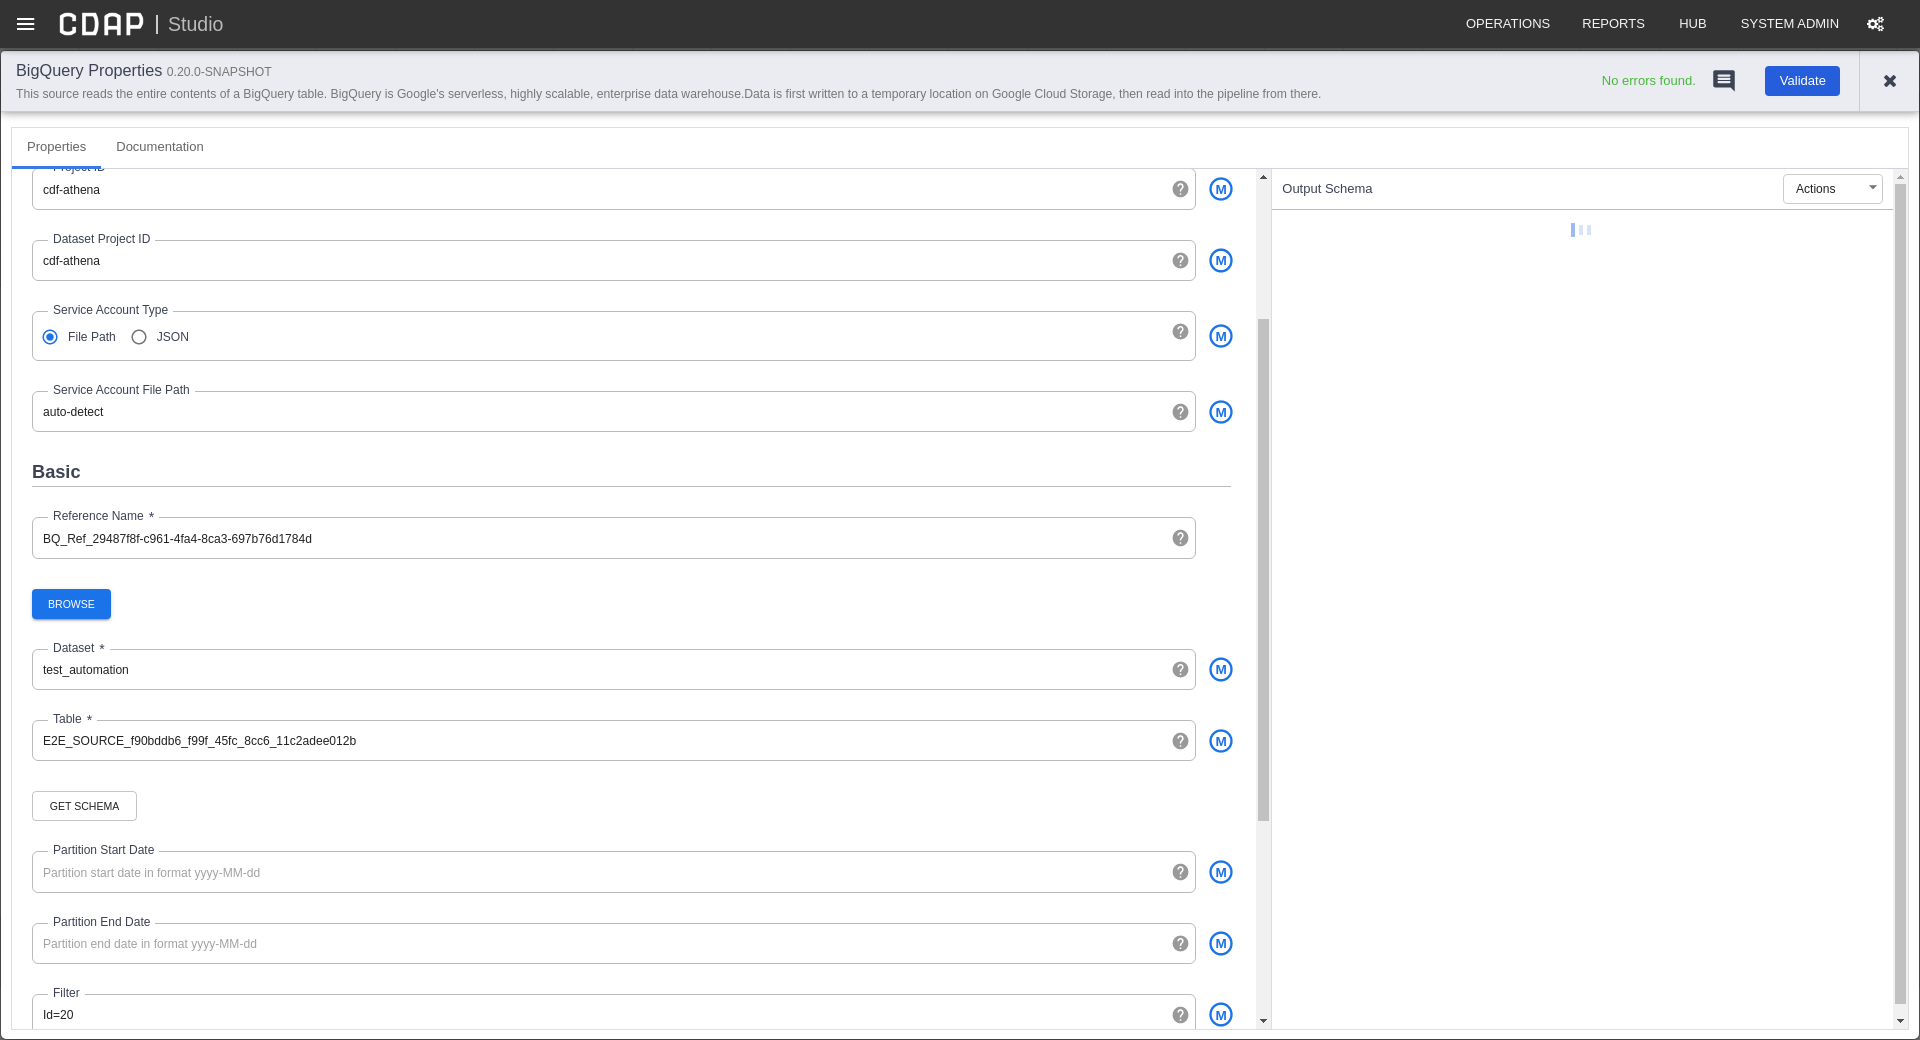 CDAP | Studio
OPERATIONS REPORTS HUB SYSTEM ADMIN
BigQuery Properties 0.20.0-SNAPSHOT
This source reads the entire contents of a BigQuery table. BigQuery is Google's serverless, highly scalable, enterprise data warehouse.Data is first written to a temporary location on Google Cloud Storage, then read into the pipeline from there.
No errors found.
Validate
Properties Documentation
Project ID
cdf-athena
M
Dataset Project ID
cdf-athena
M
Service Account Type
File Path JSON
M
Service Account File Path
auto-detect
M
Basic
Reference Name *
BQ_Ref_29487f8f-c961-4fa4-8ca3-697b76d1784d
BROWSE
Dataset *
test_automation
M
Table *
E2E_SOURCE_f90bddb6_f99f_45fc_8cc6_11c2adee012b
M
GET SCHEMA
Partition Start Date
Partition start date in format yyyy-MM-dd
M
Partition End Date
Partition end date in format yyyy-MM-dd
M
Filter
Id=20
M
Output Schema
Actions